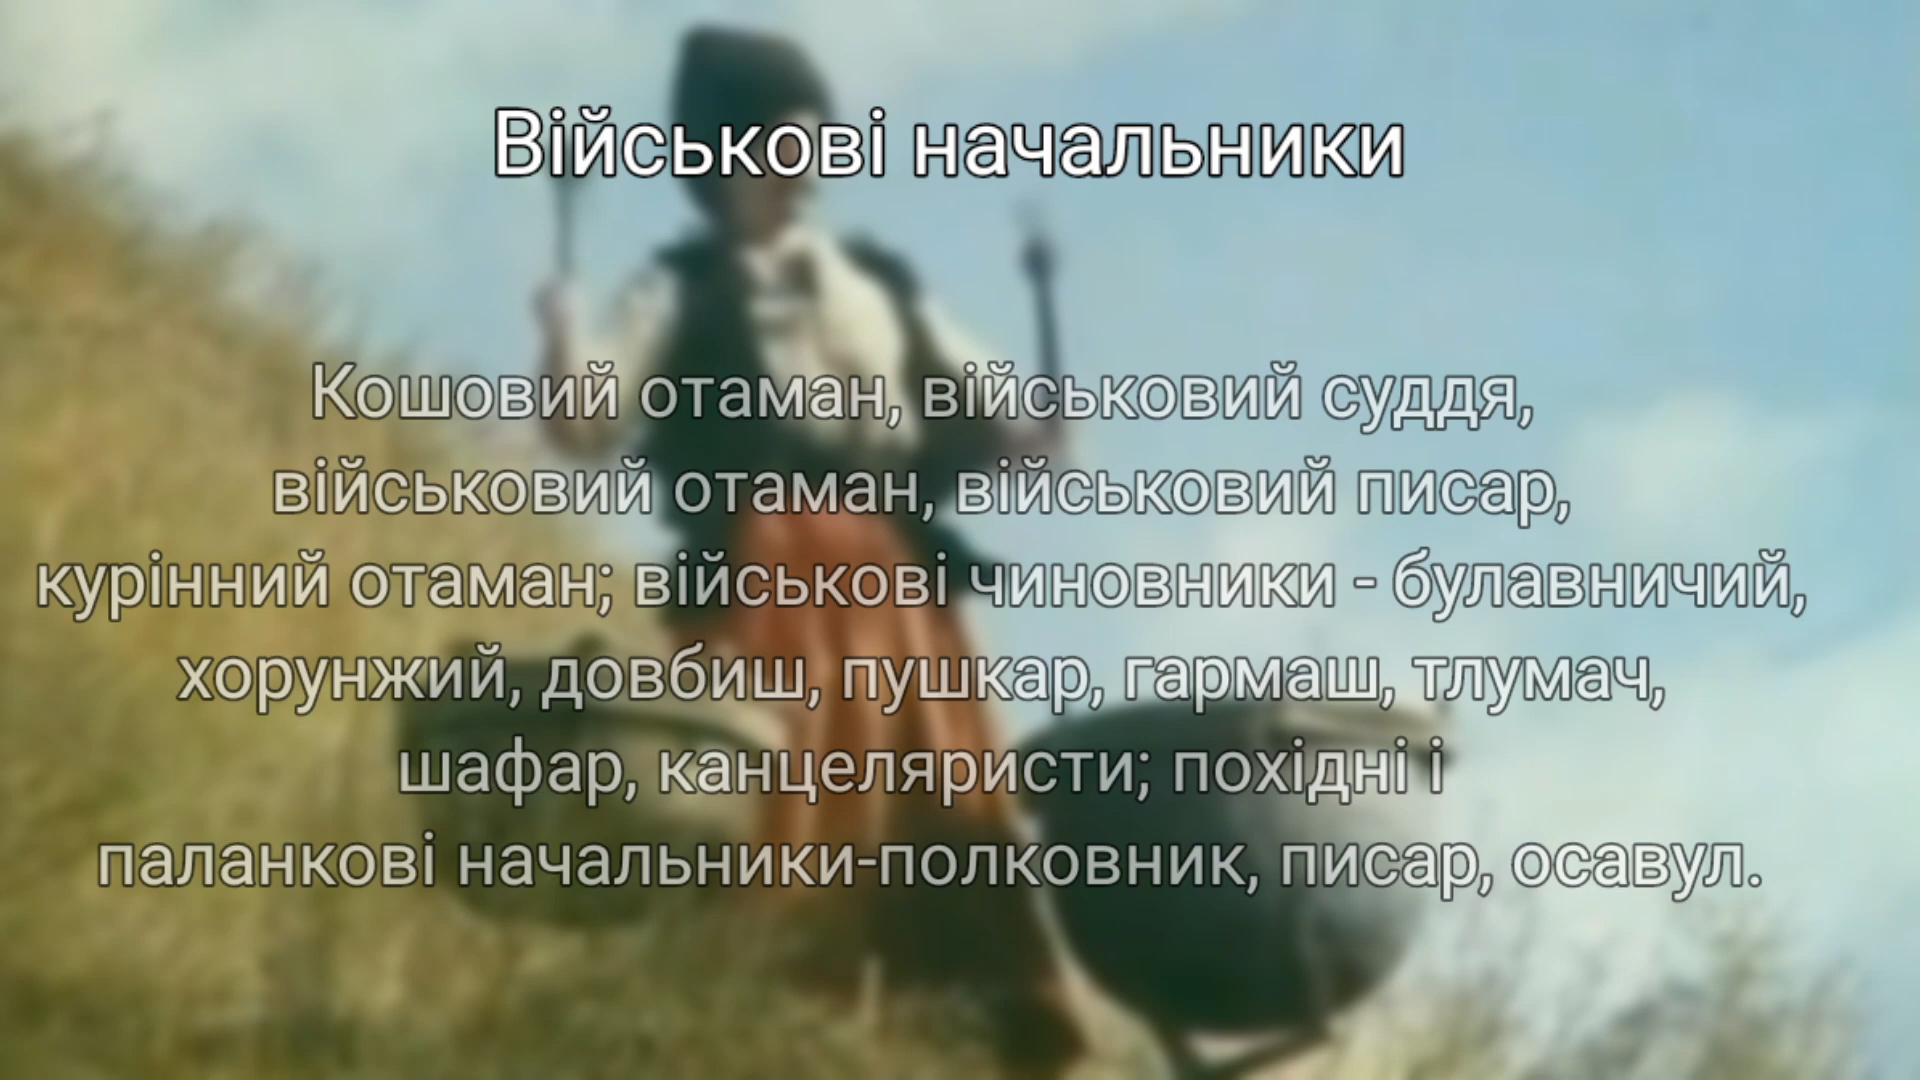 Військові начальники
Кошовий отаман, військовий суддя,
військовий отаман, військовий писар,
курінний отаман; військові чиновники - булавничий,
хорунжий, довбиш, пушкар, гармаш, тлумач,
шафар, канцеляристи; похідні і
паланкові начальники-полковник, писар, осавул.